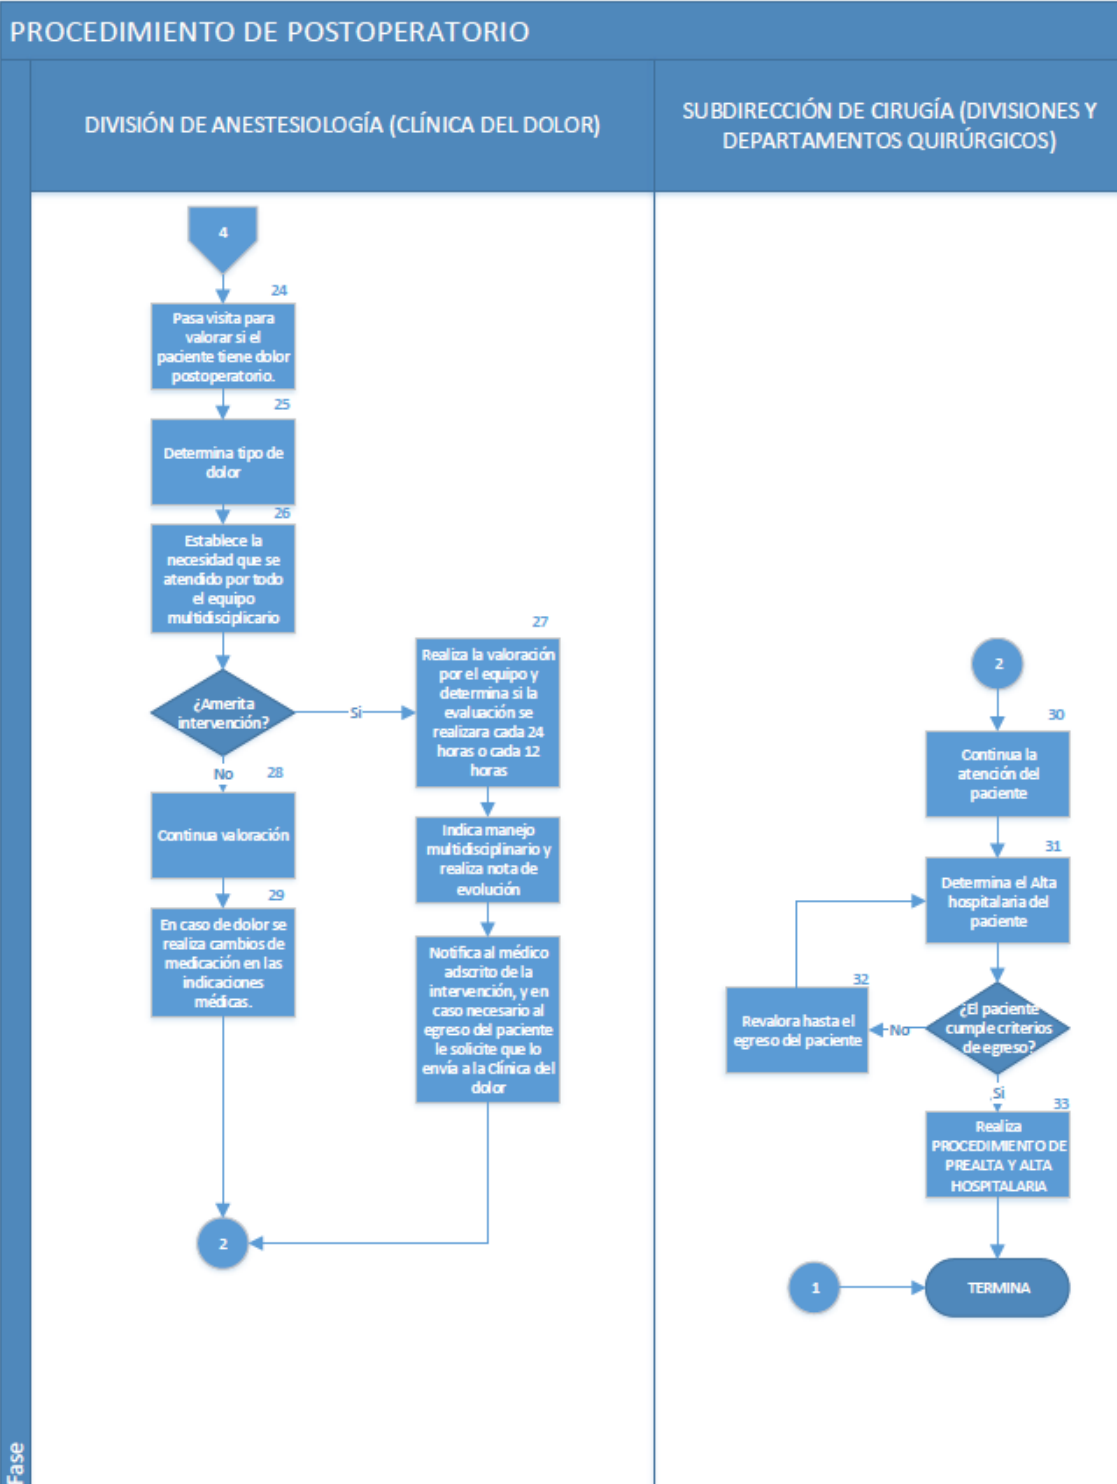 PROCEDIMIENTO DE POSTOPERATORIO
DIVISIÓN DE ANESTESIOLOGÍA (CLÍNICA DEL DOLOR)
SUBDIRECCIÓN DE CIRUGÍA (DIVISIONES Y
DEPARTAMENTOS QUIRÚRGICOS)
4
24
Pasa visita para
valorar si el
paciente tiene dolor
postoperatorio.
25
Determina tipo de
dolor
26
Establece la
necesidad que se
atendido por todo
el equipo
multidisciplicario
¿Amerita
intervención?
Si
27
Realiza la valoración
por el equipo y
determina si la
evaluación se
realizara cada 24
horas o cada 12
horas
Indica manejo
multidisciplinario y
realiza nota de
evolución
Notifica al médico
adscrito de la
intervención, y en
caso necesario al
egreso del paciente
le solicite que lo
envía a la Clínica del
dolor
No
28
Continua valoración
29
En caso de dolor se
realiza cambios de
medicación en las
indicaciones
médicas.
2
2
30
Continua la
atención del
paciente
31
Determina el Alta
hospitalaria del
paciente
¿El paciente
cumple criterios
de egreso?
No
32
Revalora hasta el
egreso del paciente
Si
33
Realiza
PROCEDIMIENTO DE
PREALTA Y ALTA
HOSPITALARIA
1
TERMINA
Fase